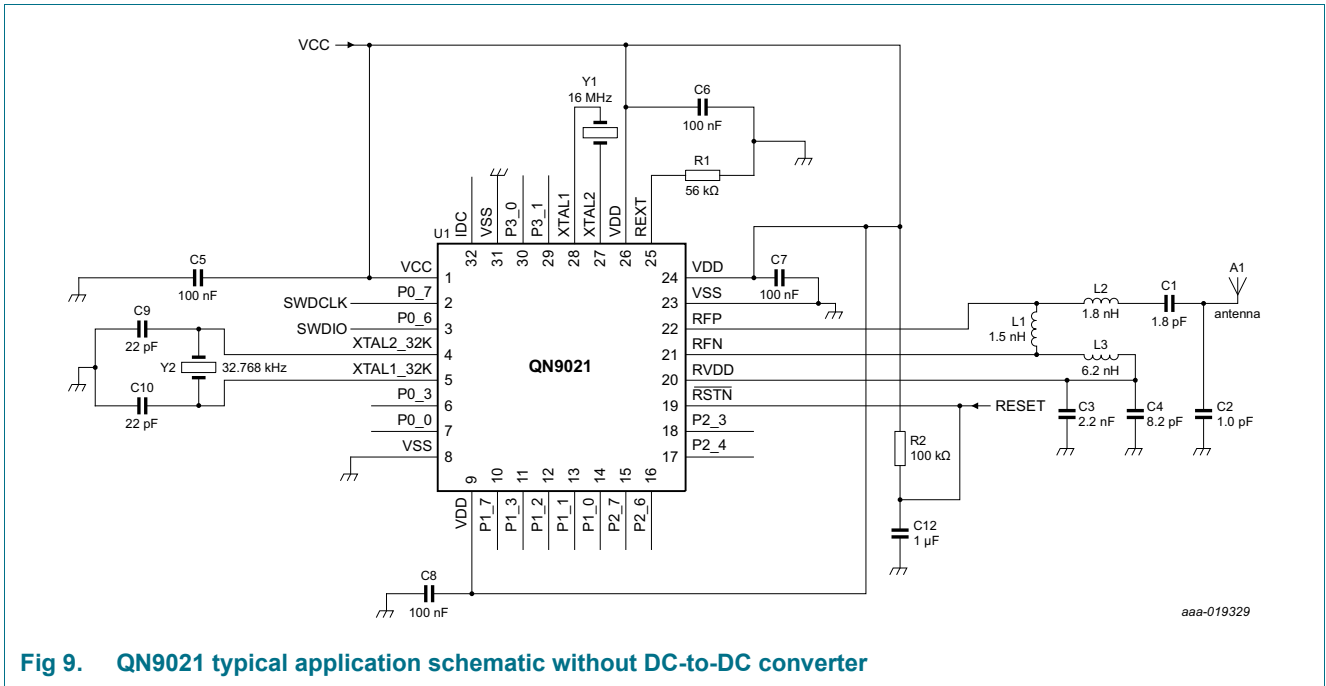 VCC
Y1
16 MHz
C6
100 nF
R1
56 kΩ
IDC
VSS
P3_0
P3_1
XTAL1
XTAL2
VDD
REXT
U1
32
31
30
29
28
27
26
25
C5
100 nF
VCC
1
SWDCLK
P0_7
2
SWDIO
P0_6
3
C9
22 pF
XTAL2_32K
4
Y2
32.768 kHz
XTAL1_32K
5
C10
22 pF
P0_3
6
P0_0
7
VSS
8
QN9021
24
VDD
C7
100 nF
23
VSS
22
RFP
21
RFN
20
RVDD
19
RSTN
RESET
18
P2_3
17
P2_4
L1
1.5 nH
L2
1.8 nH
C1
1.8 pF
A1
antenna
L3
6.2 nH
C3
2.2 nF
C4
8.2 pF
C2
1.0 pF
R2
100 kΩ
C12
1 µF
9
10
11
12
13
14
15
16
VDD
P1_7
P1_3
P1_2
P1_1
P1_0
P2_7
P2_6
C8
100 nF
aaa-019329
Fig 9. QN9021 typical application schematic without DC-to-DC converter